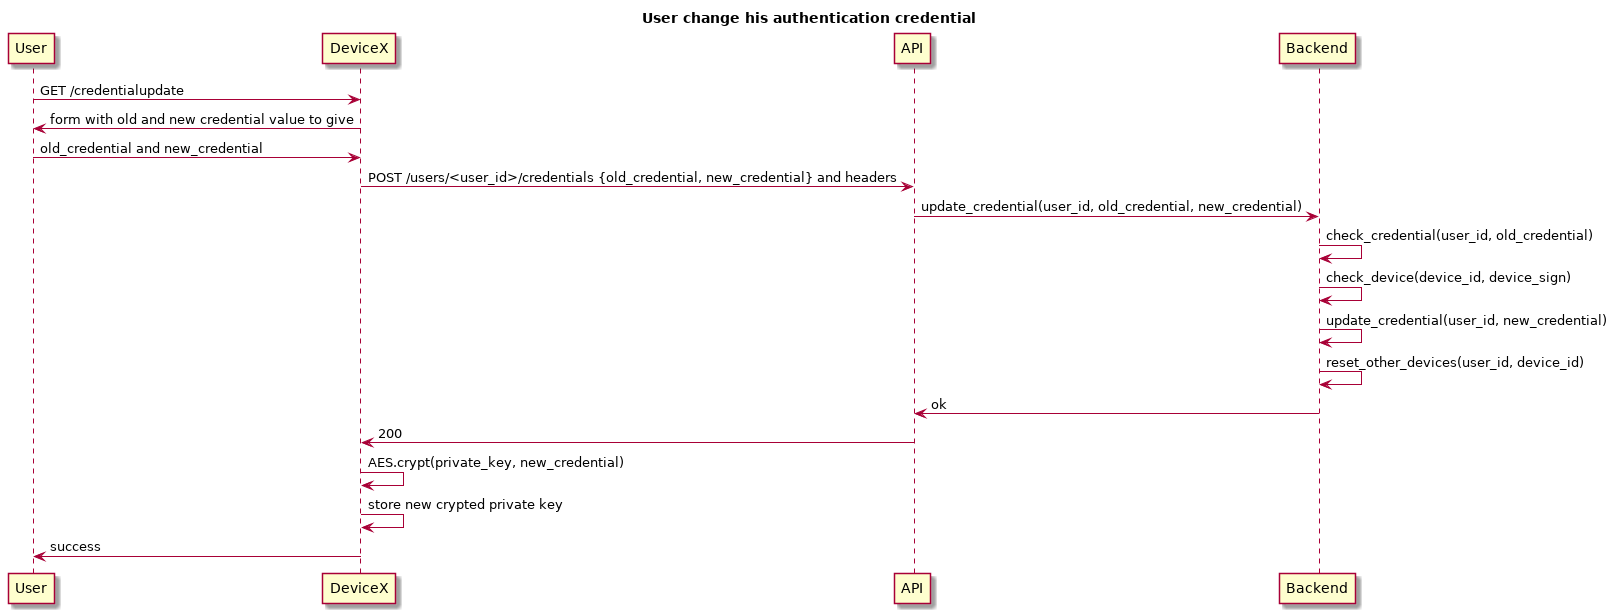 User change his authentication credential
User
DeviceX
API
Backend
GET /credentialupdate
form with old and new credential value to give
old_credential and new_credential
POST /users/<user_id>/credentials {old_credential, new_credential} and headers
update_credential(user_id, old_credential, new_credential)
check_credential(user_id, old_credential)
check_device(device_id, device_sign)
update_credential(user_id, new_credential)
reset_other_devices(user_id, device_id)
ok
200
AES.crypt(private_key, new_credential)
store new crypted private key
success
User
DeviceX
API
Backend